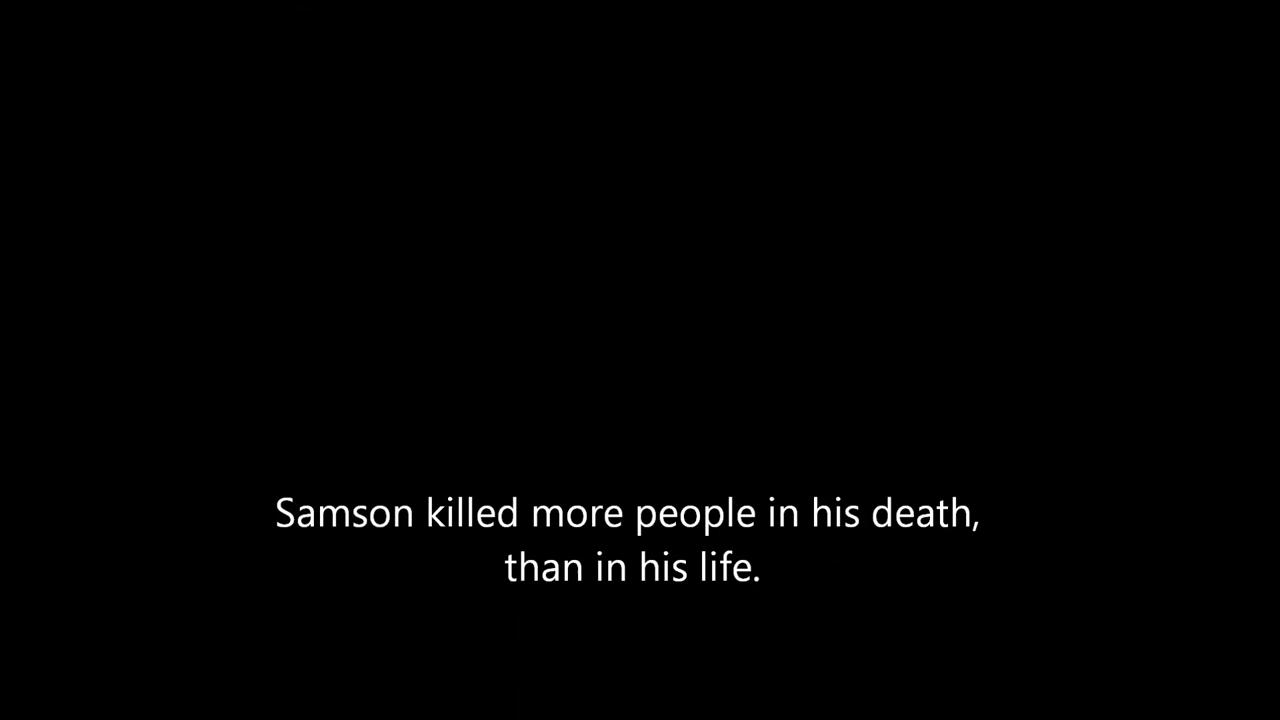 Samson killed more people in his death,
than in his life.